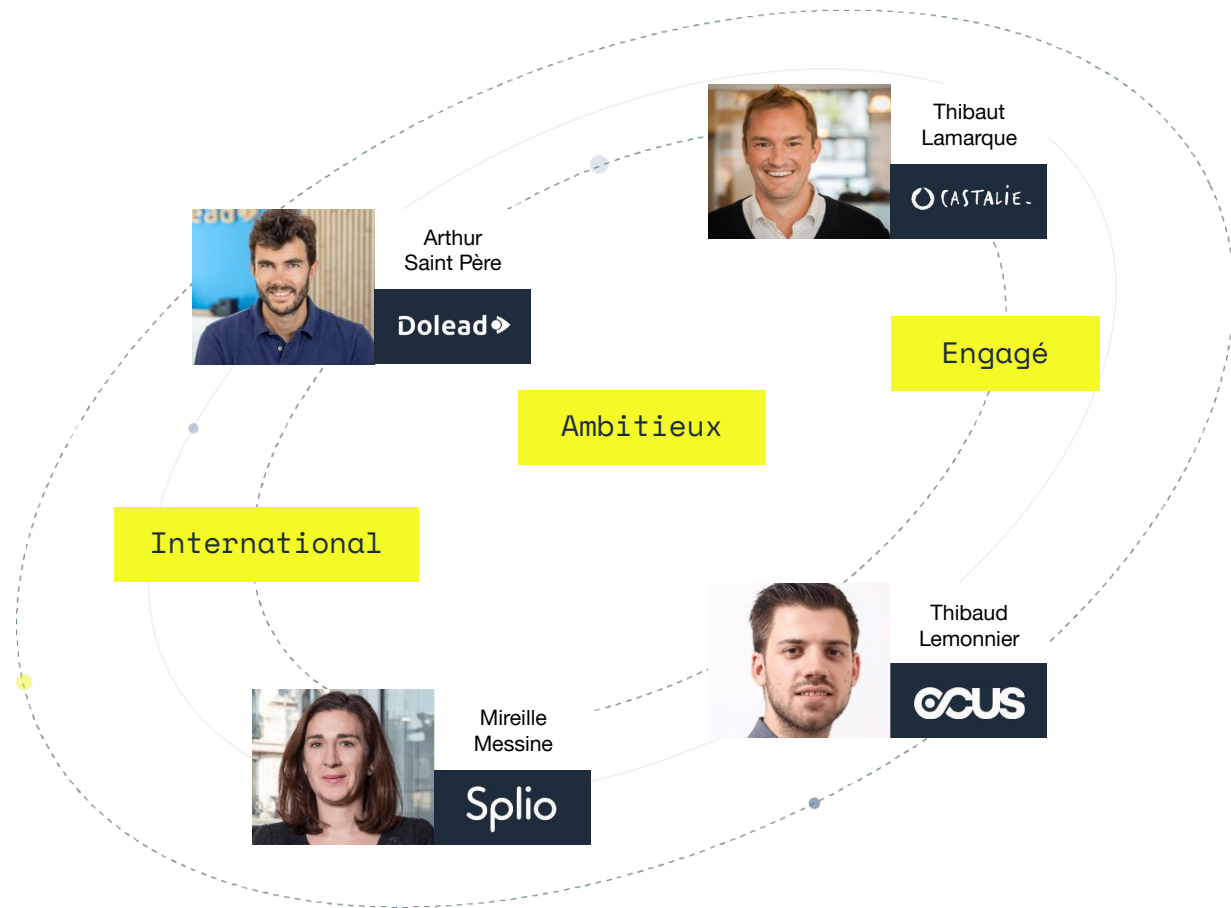 Thibaut
Lamarque
CASTALIE
Arthur
Saint Père
Dolead
Engagé
Ambitieux
International
Thibaud
Lemonnier
OCUS
Mireille
Messine
Splio